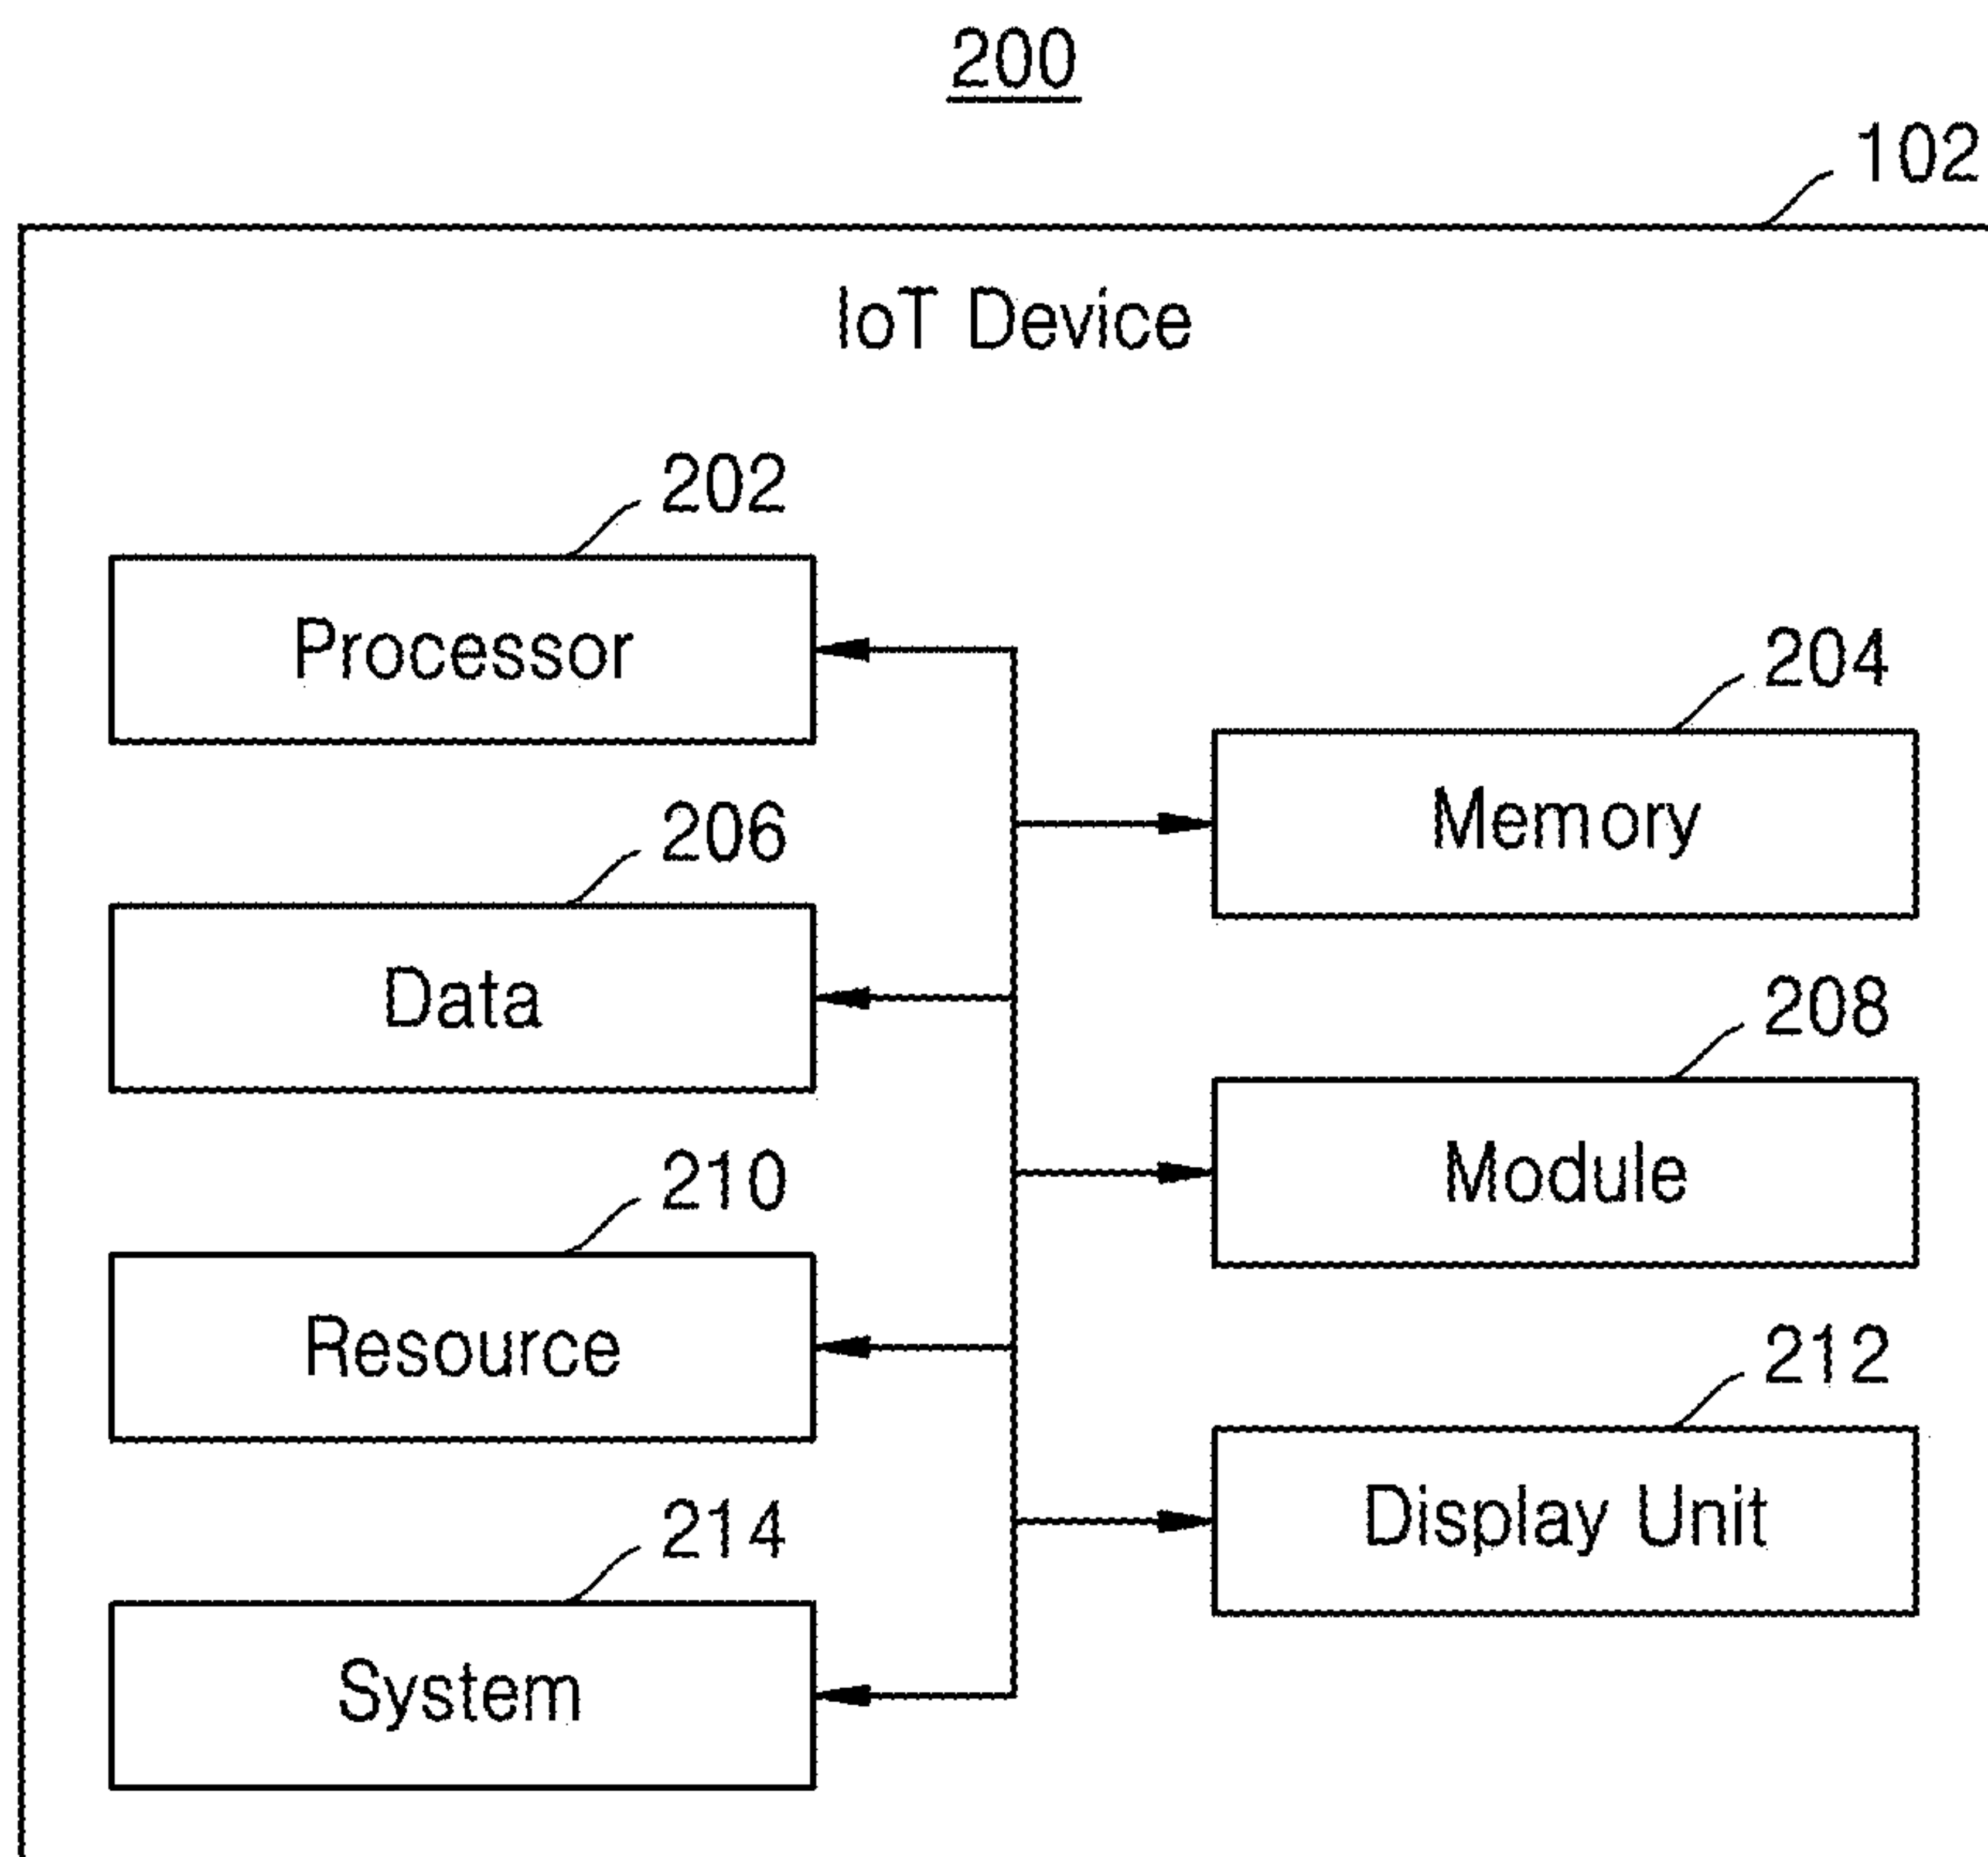 200
102
IoT Device
202
Processor
204
Memory
206
Data
208
Module
210
Resource
212
Display Unit
214
System